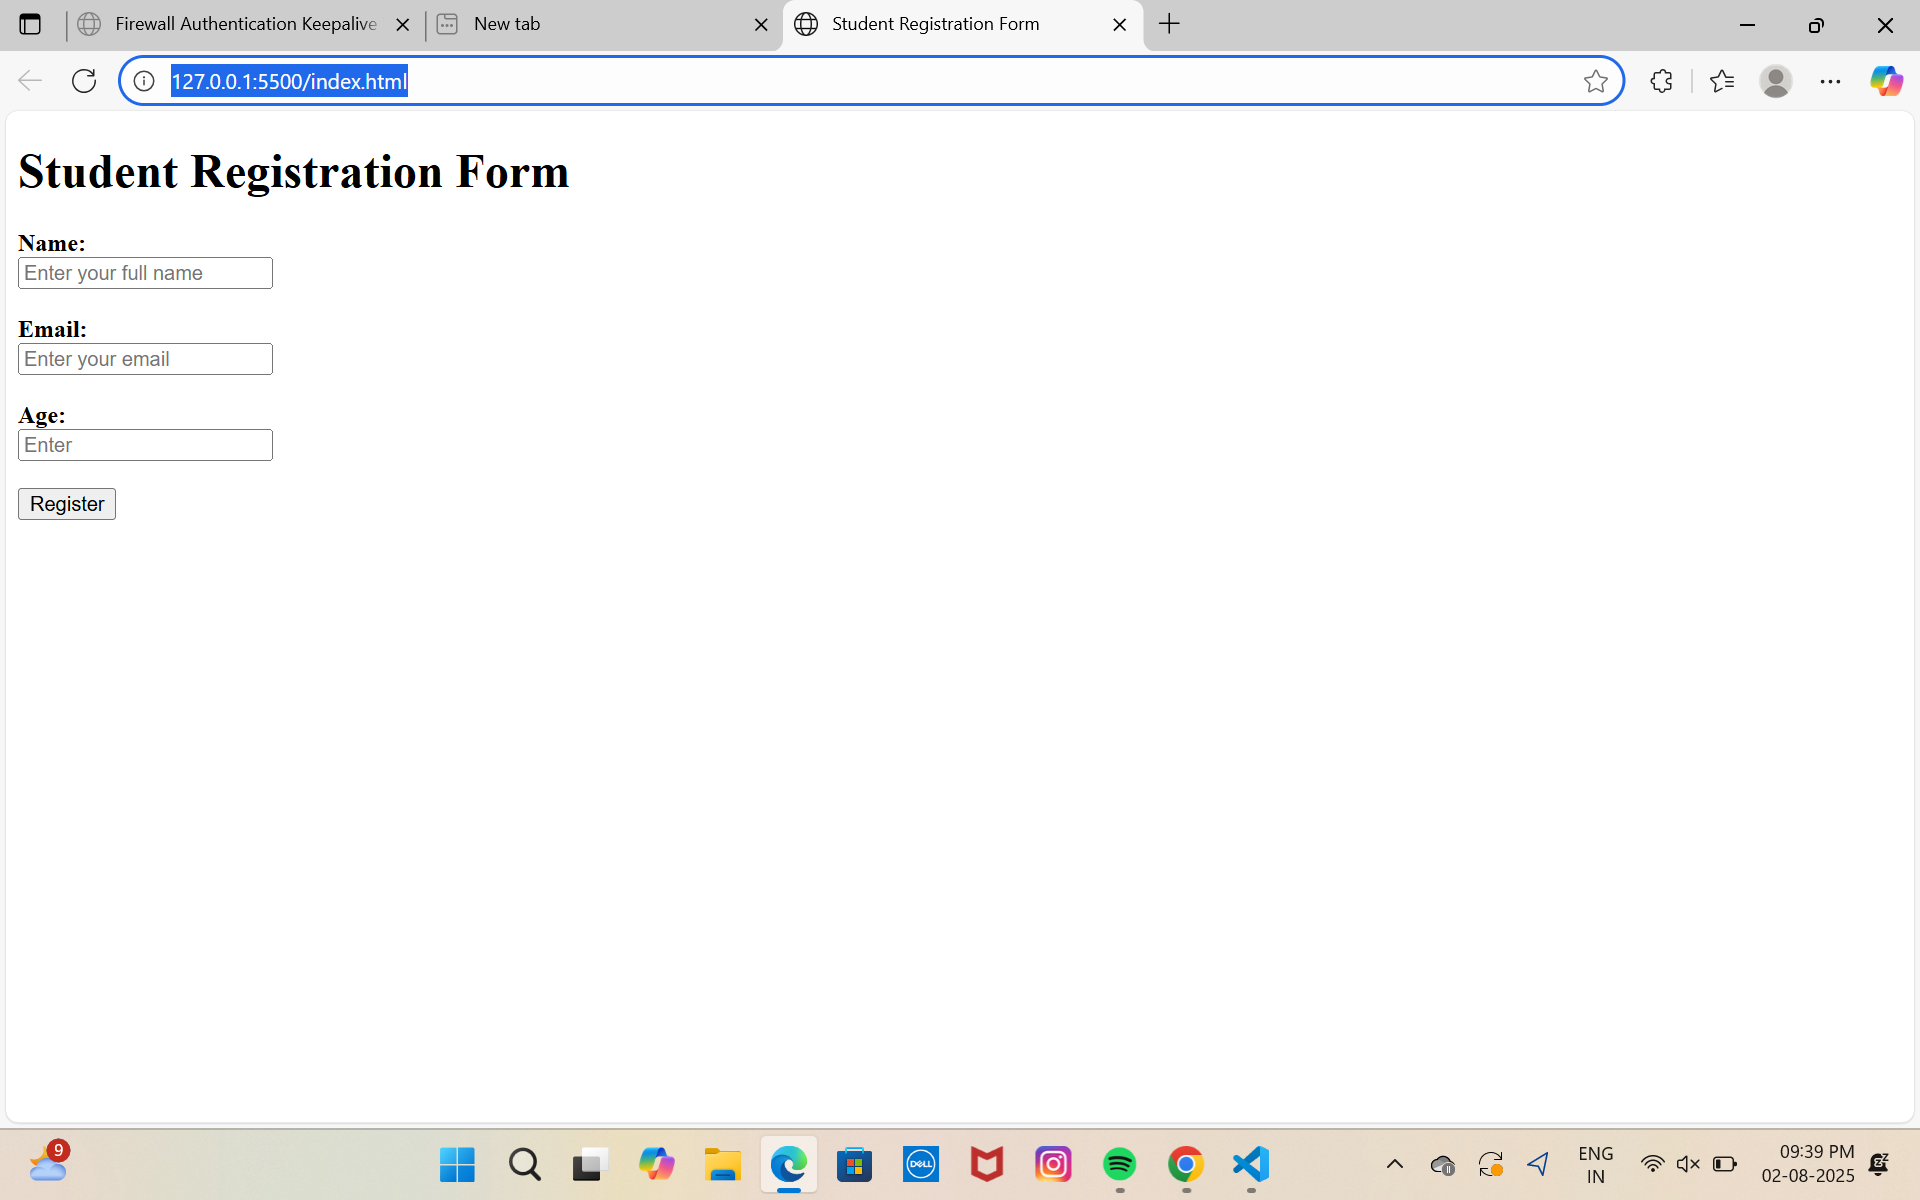 Firewall Authentication Keepalive
New tab
Student Registration Form
127.0.0.1:5500/index.html
Student Registration Form
Name:
Enter your full name
Email:
Enter your email
Age:
Enter
Register
9
DELL
ENG
IN
09:39 PM
02-08-2025